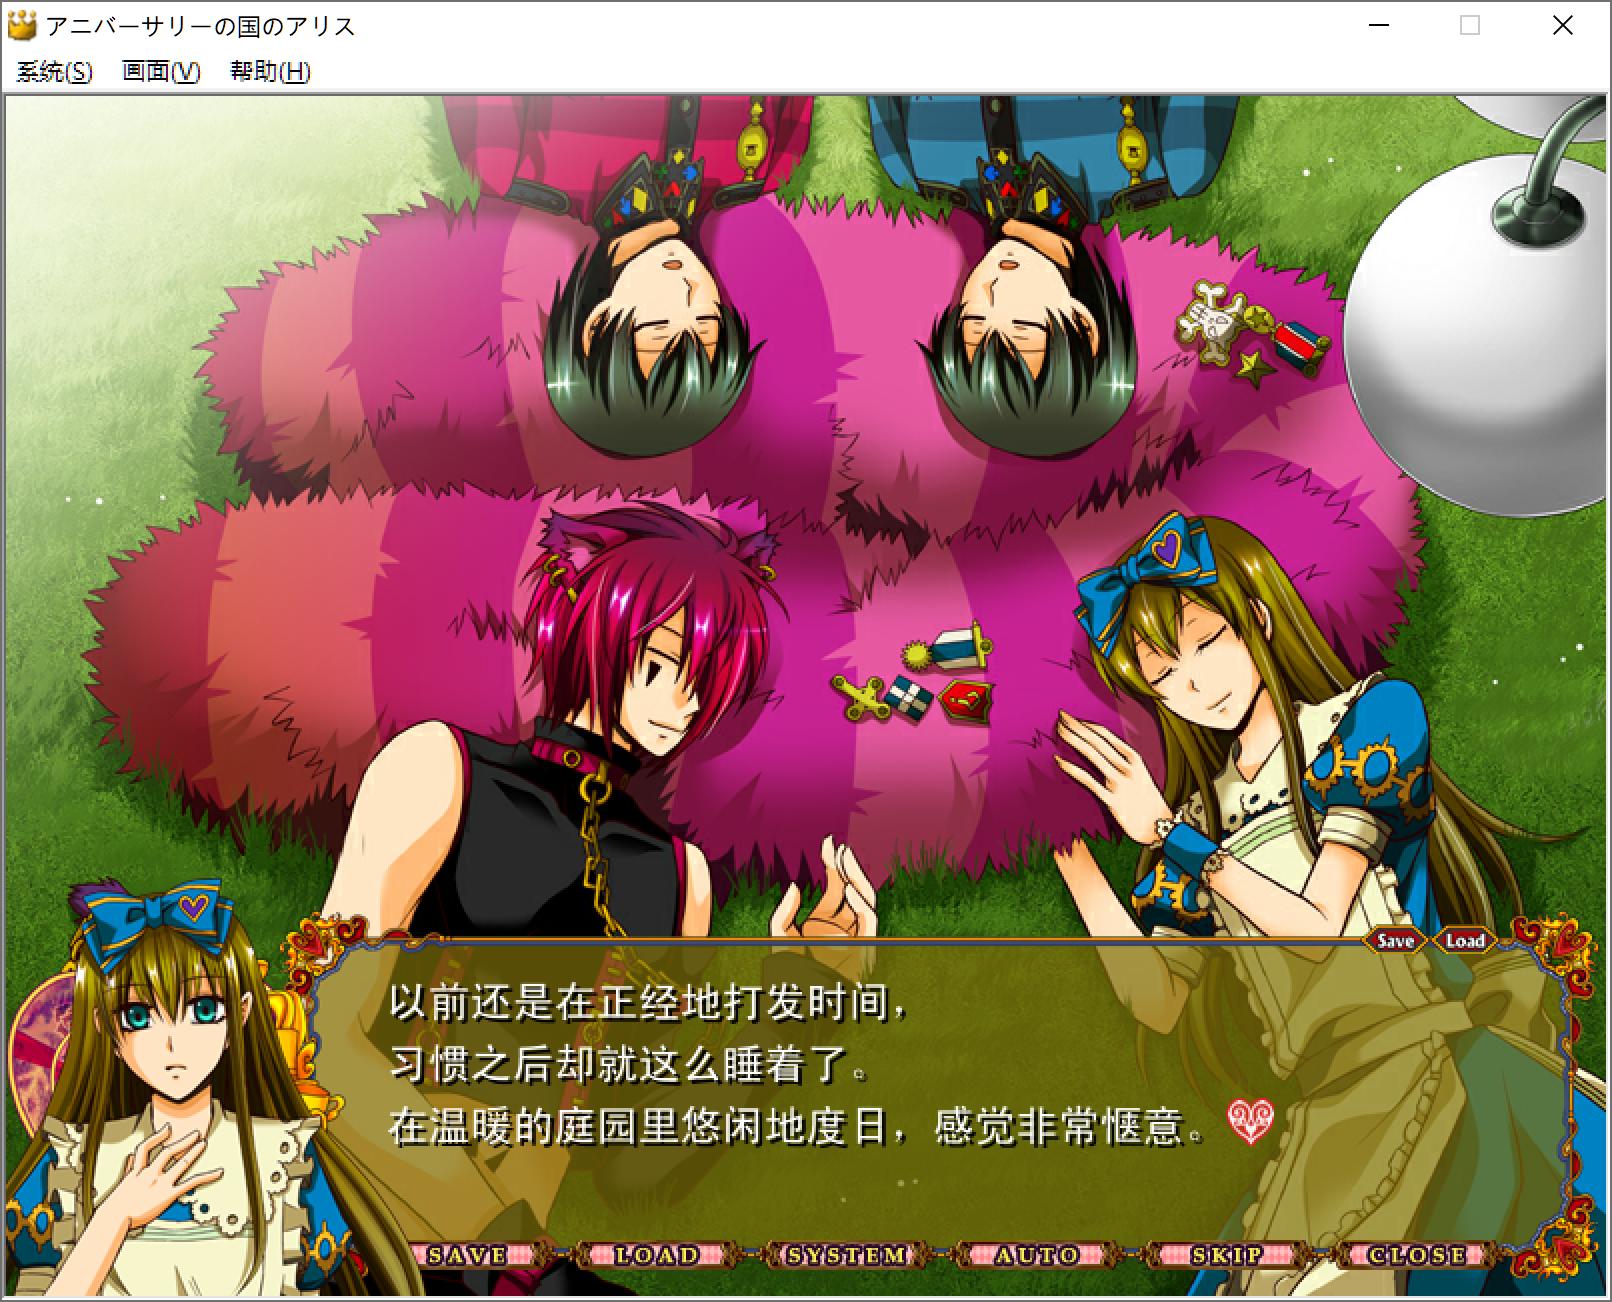 アニバーサリーの国のアリス
系统(S) 画面(V) 帮助(H)
Save Load
以前还是在正经地打发时间，
习惯之后却就这么睡着了。
在温暖的庭园里悠闲地度日，感觉非常惬意。
SAVE LOAD SYSTEM AUTO SKIP CLOSE